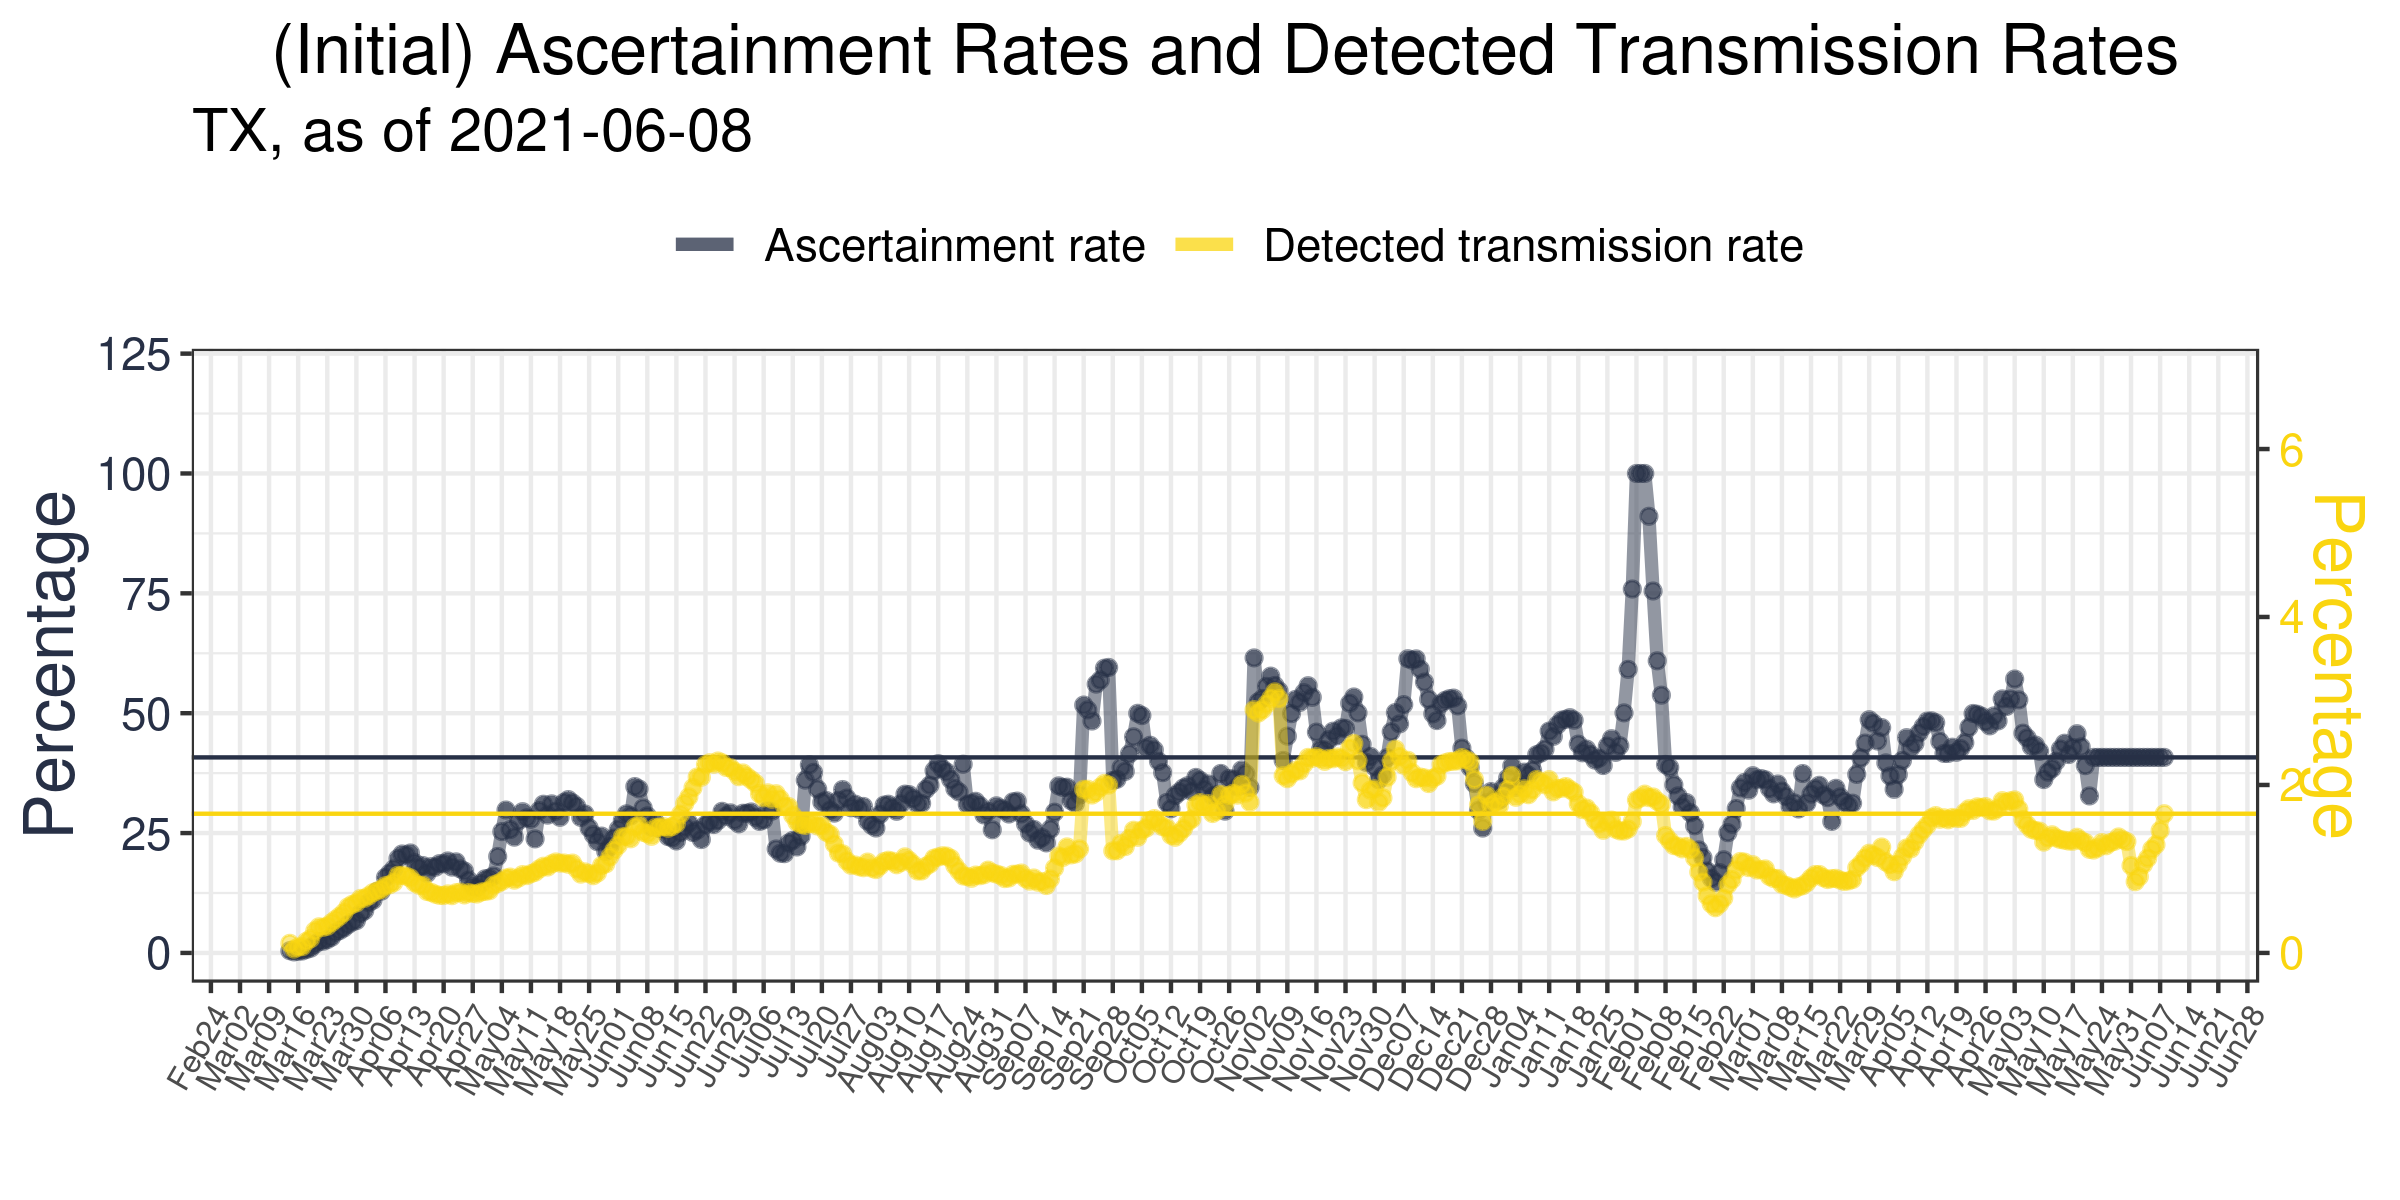 (Initial) Ascertainment Rates and Detected Transmission Rates
TX, as of 2021-06-08
Ascertainment rate
Detected transmission rate
Percentage
125
100
75
50
25
0
6
4
2
0
Percentage
Feb24
Mar02
Mar09
Mar16
Mar23
Mar30
Apr06
Apr13
Apr20
Apr27
May04
May11
May18
May25
Jun01
Jun08
Jun15
Jun22
Jun29
Jul06
Jul13
Jul20
Jul27
Aug03
Aug10
Aug17
Aug24
Aug31
Sep07
Sep14
Sep21
Sep28
Oct05
Oct12
Oct19
Oct26
Nov02
Nov09
Nov16
Nov23
Nov30
Dec07
Dec14
Dec21
Dec28
Jan04
Jan11
Jan18
Jan25
Feb01
Feb08
Feb15
Feb22
Mar01
Mar08
Mar15
Mar22
Mar29
Apr05
Apr12
Apr19
Apr26
May03
May10
May17
May24
May31
Jun07
Jun14
Jun21
Jun28